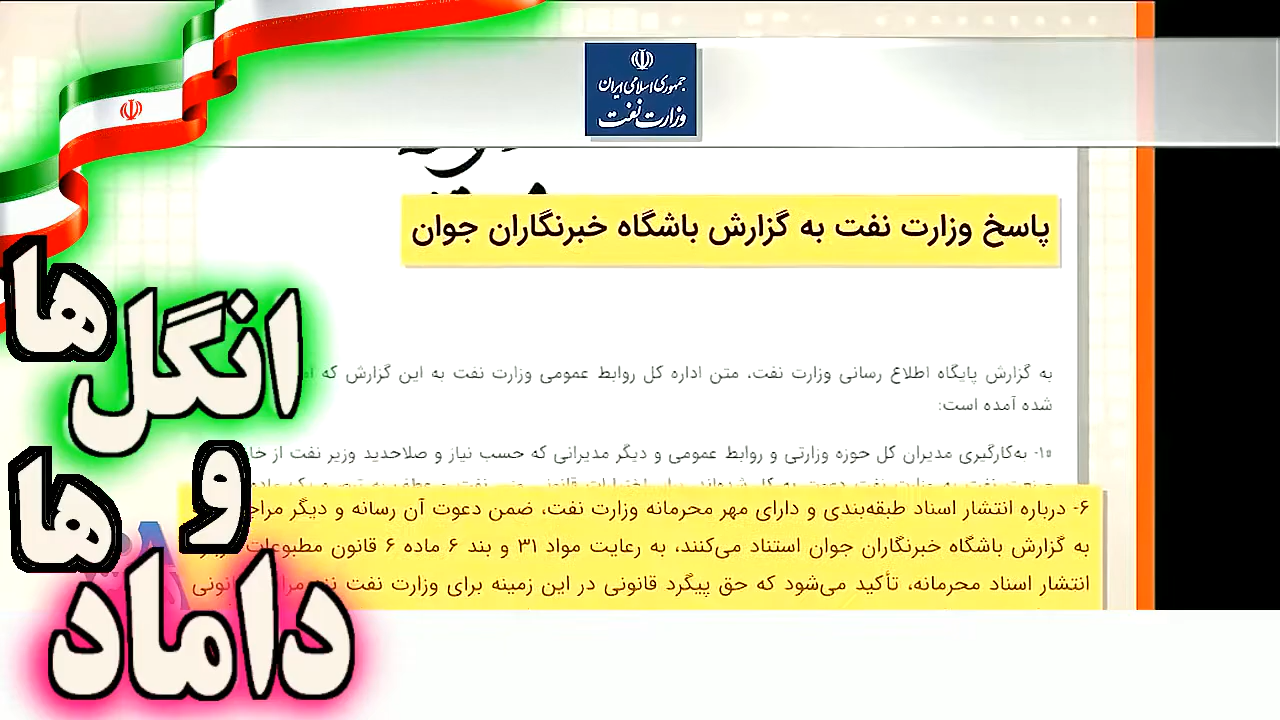 جمهوری اسلامی ایران
وزارت نفت
پاسخ وزارت نفت به گزارش باشگاه خبرنگاران جوان
به گزارش پایگاه اطلاع رسانی وزارت نفت، متن اداره کل روابط عمومی وزارت نفت به این گزارش که
شده آمده است:
«۱- به‌کارگیری مدیران کل حوزه وزارتی و روابط عمومی و دیگر مدیرانی که حسب نیاز و صلاحدید وزیر نفت از
۶- درباره انتشار اسناد طبقه‌بندی و دارای مهر محرمانه وزارت نفت، ضمن دعوت آن رسانه و دیگر
به گزارش باشگاه خبرنگاران جوان استناد می‌کنند، به رعایت مواد ۳۱ و بند ۶ ماده ۶ قانون مطبوعات
انتشار اسناد محرمانه، تأکید می‌شود که حق پیگرد قانونی در این زمینه برای وزارت نفت
انگل ها
و
داماد ها